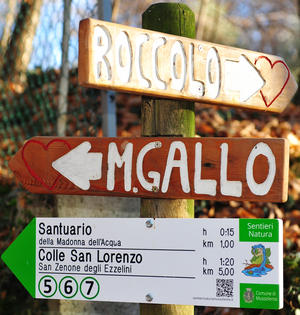 ROCCOLO
M.GALLO
Santuario
della Madonna dell'Acqua
h 0:15
km 1,00
Colle San Lorenzo
San Zenone degli Ezzelini
h 1:20
km 5,00
5 6 7
Sentieri
Natura
Comune di
Mussolente